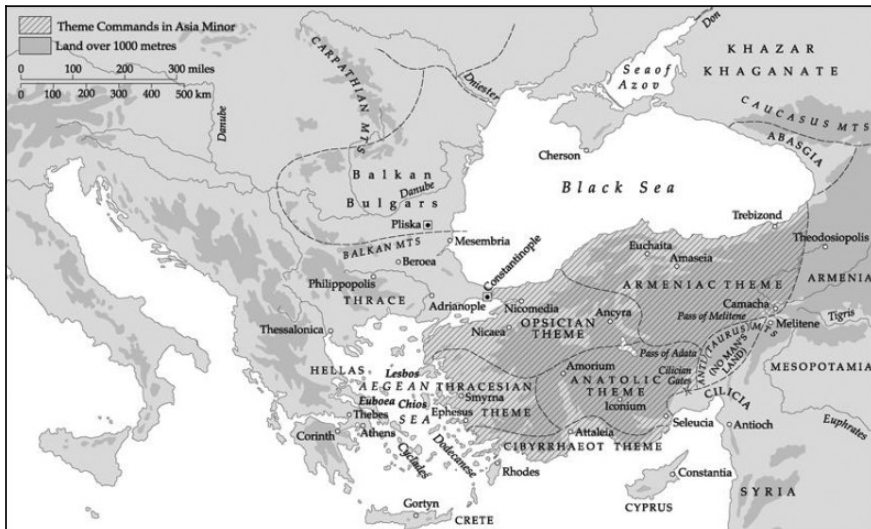 Theme Commands in Asia Minor
Land over 1000 metres
0 100 200 300 miles
0 100 200 300 400 500 km
Danube
CARPATHIAN MTS
Dniester
Don
Sea of
Azov
KHAZAR
KHAGANATE
CAUCASUS MTS
ABASGIA
Cherson
Black Sea
Balkan
Danube
Bulgars
Pliska
BALKAN MTS
Mesembria
Beroea
Philippopolis
THRACE
Adrianople
Constantinople
Trebizond
Theodosiopolis
Euchaita
Amaseia
ARMENIAC THEME
ARMENIA
Camacha
Pass of Melitene
Melitene
Tigris
Nicomedia
Nicaea
OPSICIAN
THEME
Ancyra
Thessalonica
HELLAS
Lesbos
AEGEAN
Euboea
Chios
SEA
Thebes
Athens
Corinth
Cyclades
Dodecanese
THRACESIAN
Smyrna
Ephesus
THEME
Amorium
ANATOLIC
THEME
Iconium
Pass of Adata
Cilician
Gates
ANTI-TAURUS MTS
(NO MAN'S
LAND)
CILICIA
MESOPOTAMIA
Euphrates
Seleucia
Antioch
Attaleia
CIBYRRHAEOT THEME
Rhodes
Constantia
CYPRUS
SYRIA
Gortyn
CRETE